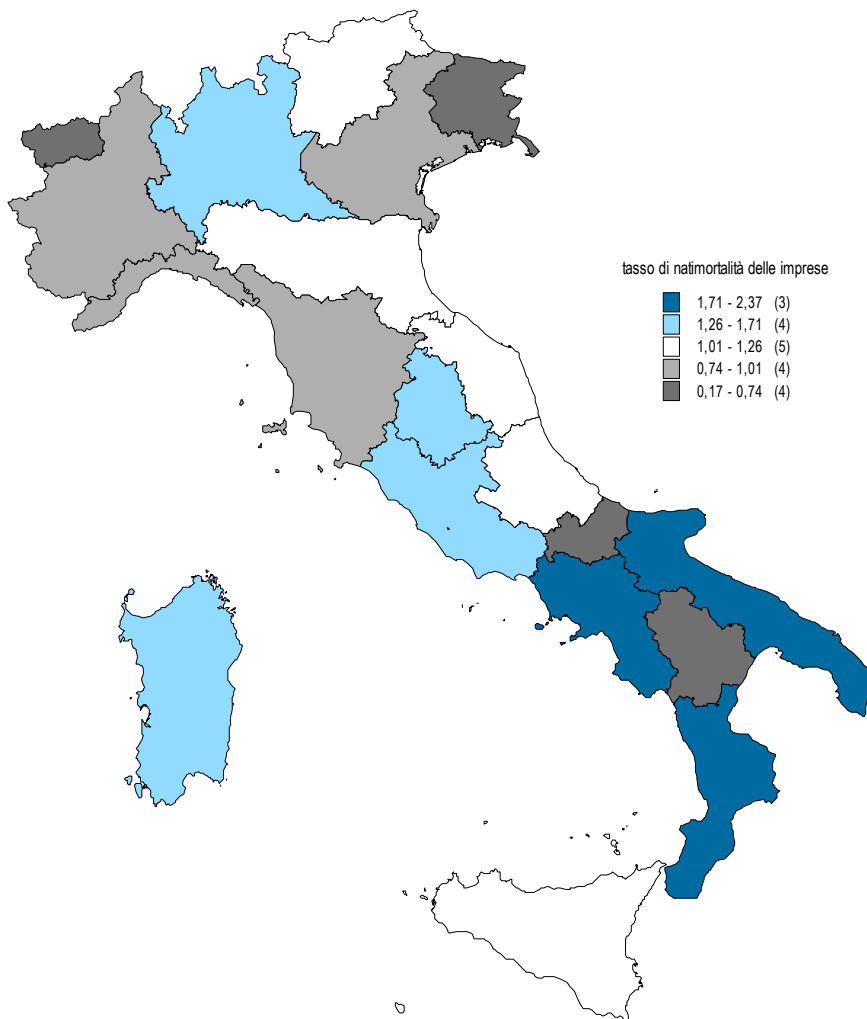 tasso di natimortalità delle imprese
1,71 - 2,37 (3)
1,26 - 1,71 (4)
1,01 - 1,26 (5)
0,74 - 1,01 (4)
0,17 - 0,74 (4)